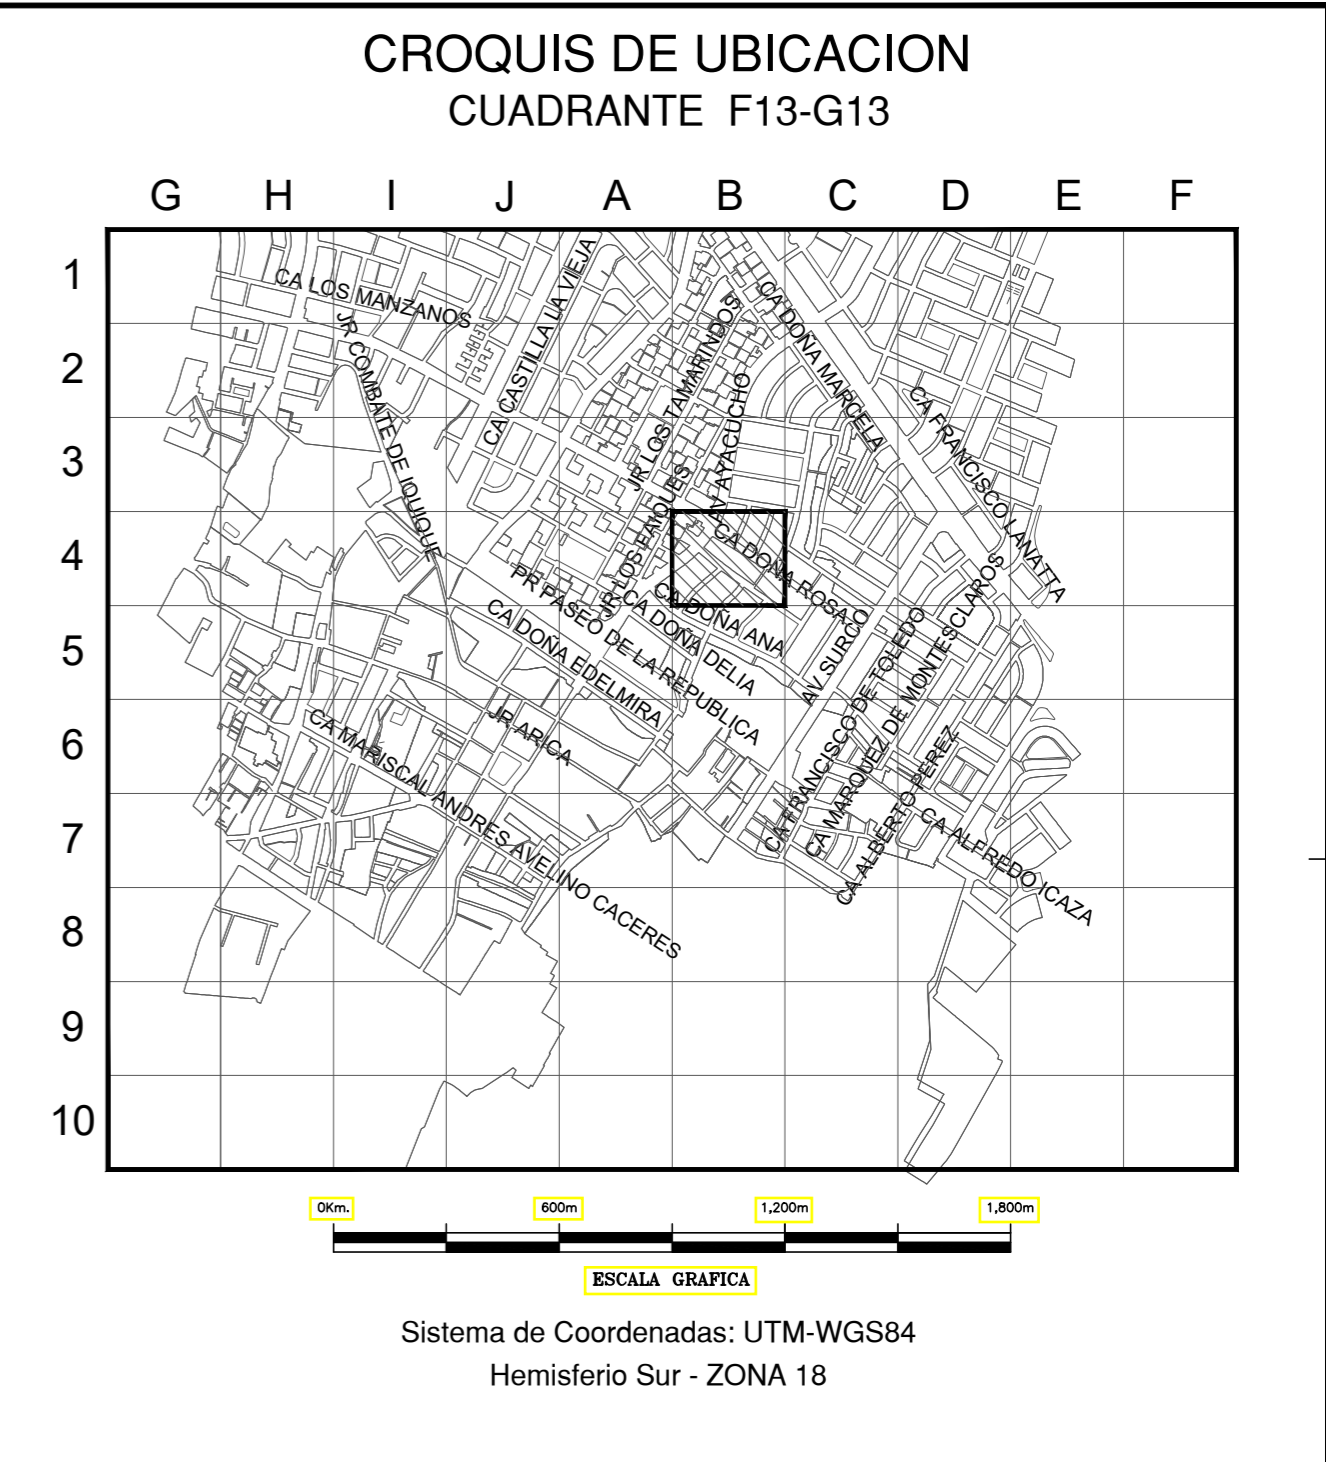 CROQUIS DE UBICACION
CUADRANTE F13-G13
G H I J A B C D E F
1
CA LOS MANZANOS
JR COMBATE DE IQUIQUE
CA CASTILLA LA VIEJA
JR LOS TAMARINDOS
CA DOÑA MARCELA
2
AV AYACUCHO
CA FRANCISCO LANATTA
3
JR LOS FAIQUES
4
CA DOÑA ROSA
PR PASEO DE LA REPUBLICA
CA DOÑA ANA
CA DOÑA DELIA
CA DOÑA EDELMIRA
5
AV SURCO
CA FRANCISCO DE TOLEDO
CA MARQUEZ DE MONTESCLAROS
6
JR ARICA
CA MARISCAL ANDRES AVELINO CACERES
CA ALBERTO PEREZ
7
CA ALFREDO ICAZA
8
9
10
0Km. 600m 1,200m 1,800m
ESCALA GRAFICA
Sistema de Coordenadas: UTM-WGS84
Hemisferio Sur - ZONA 18